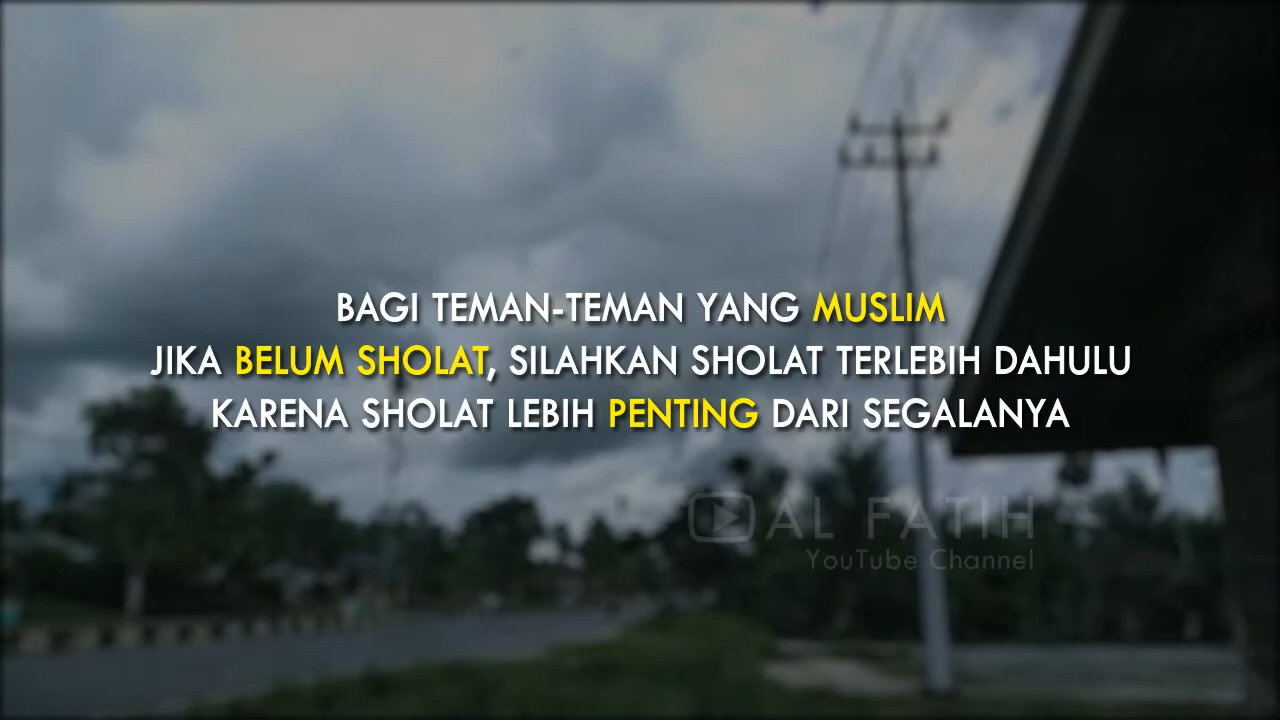 BAGI TEMAN-TEMAN YANG MUSLIM
JIKA BELUM SHOLAT, SILAHKAN SHOLAT TERLEBIH DAHULU
KARENA SHOLAT LEBIH PENTING DARI SEGALANYA
AL FATIH
YouTube Channel